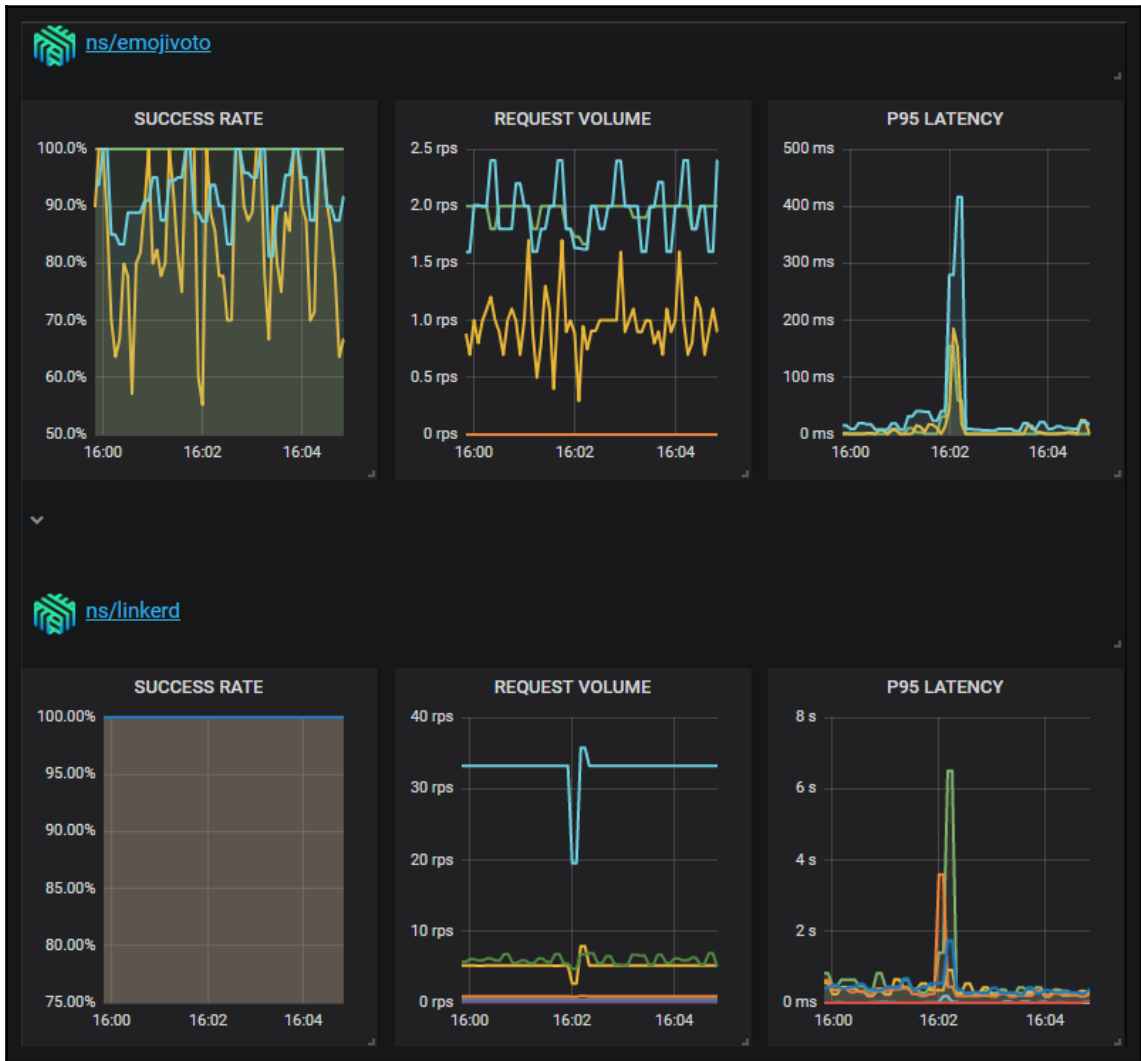 ns/emojivoto
SUCCESS RATE
100.0%
90.0%
80.0%
70.0%
60.0%
50.0%
16:00 16:02 16:04
REQUEST VOLUME
2.5 rps
2.0 rps
1.5 rps
1.0 rps
0.5 rps
0 rps
16:00 16:02 16:04
P95 LATENCY
500 ms
400 ms
300 ms
200 ms
100 ms
0 ms
16:00 16:02 16:04
ns/linkerd
SUCCESS RATE
100.00%
95.00%
90.00%
85.00%
80.00%
75.00%
16:00 16:02 16:04
REQUEST VOLUME
40 rps
30 rps
20 rps
10 rps
0 rps
16:00 16:02 16:04
P95 LATENCY
8 s
6 s
4 s
2 s
0 ms
16:00 16:02 16:04